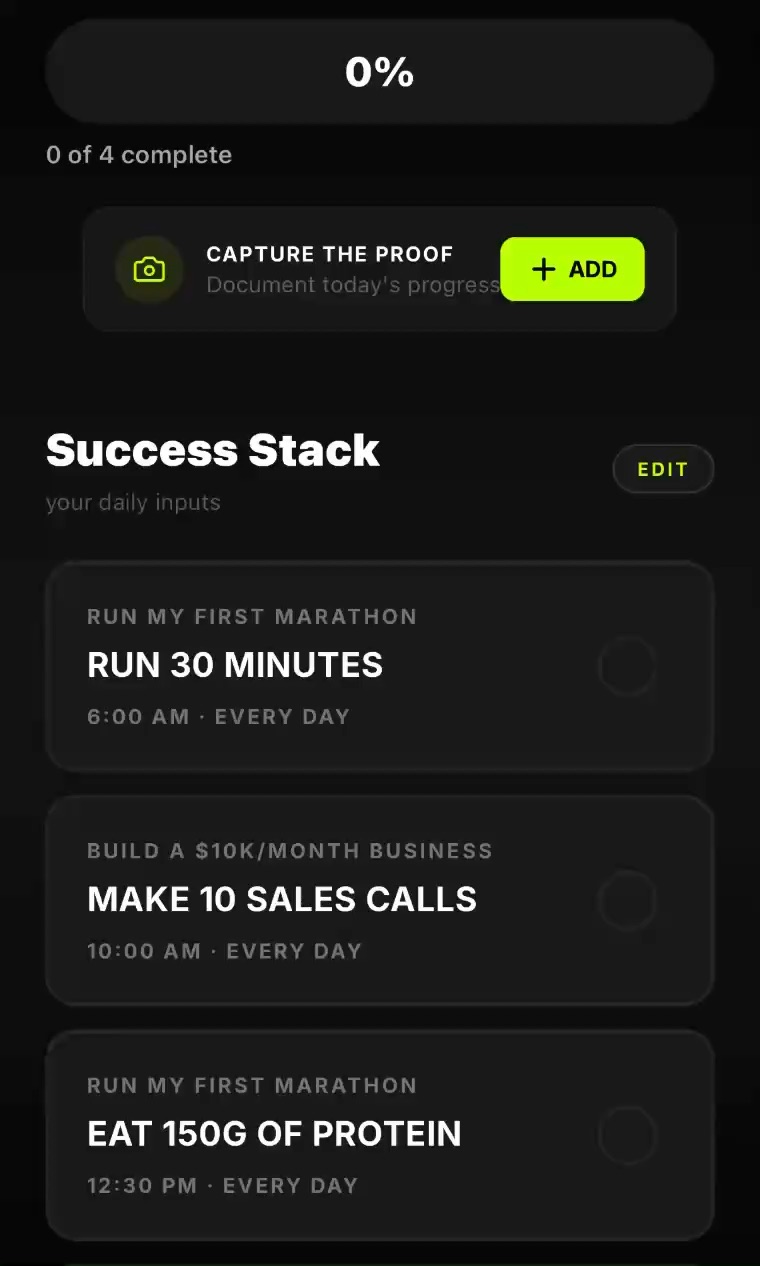 0%
0 of 4 complete
CAPTURE THE PROOF
Document today's progress
+ ADD
Success Stack
EDIT
your daily inputs
RUN MY FIRST MARATHON
RUN 30 MINUTES
6:00 AM · EVERY DAY
BUILD A $10K/MONTH BUSINESS
MAKE 10 SALES CALLS
10:00 AM · EVERY DAY
RUN MY FIRST MARATHON
EAT 150G OF PROTEIN
12:30 PM · EVERY DAY